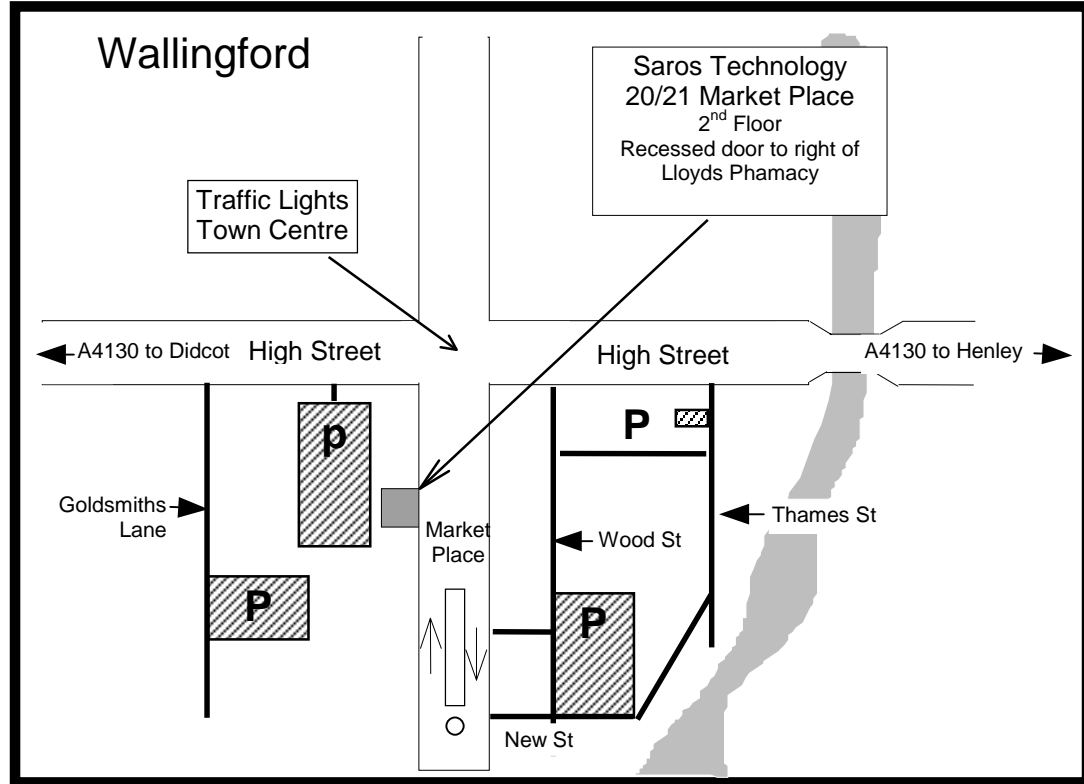 Wallingford
Saros Technology
20/21 Market Place
2nd Floor
Recessed door to right of
Lloyds Phamacy
Traffic Lights
Town Centre
A4130 to Didcot
High Street
High Street
A4130 to Henley
p
P
Goldsmiths
Lane
Market
Place
Wood St
Thames St
P
P
New St